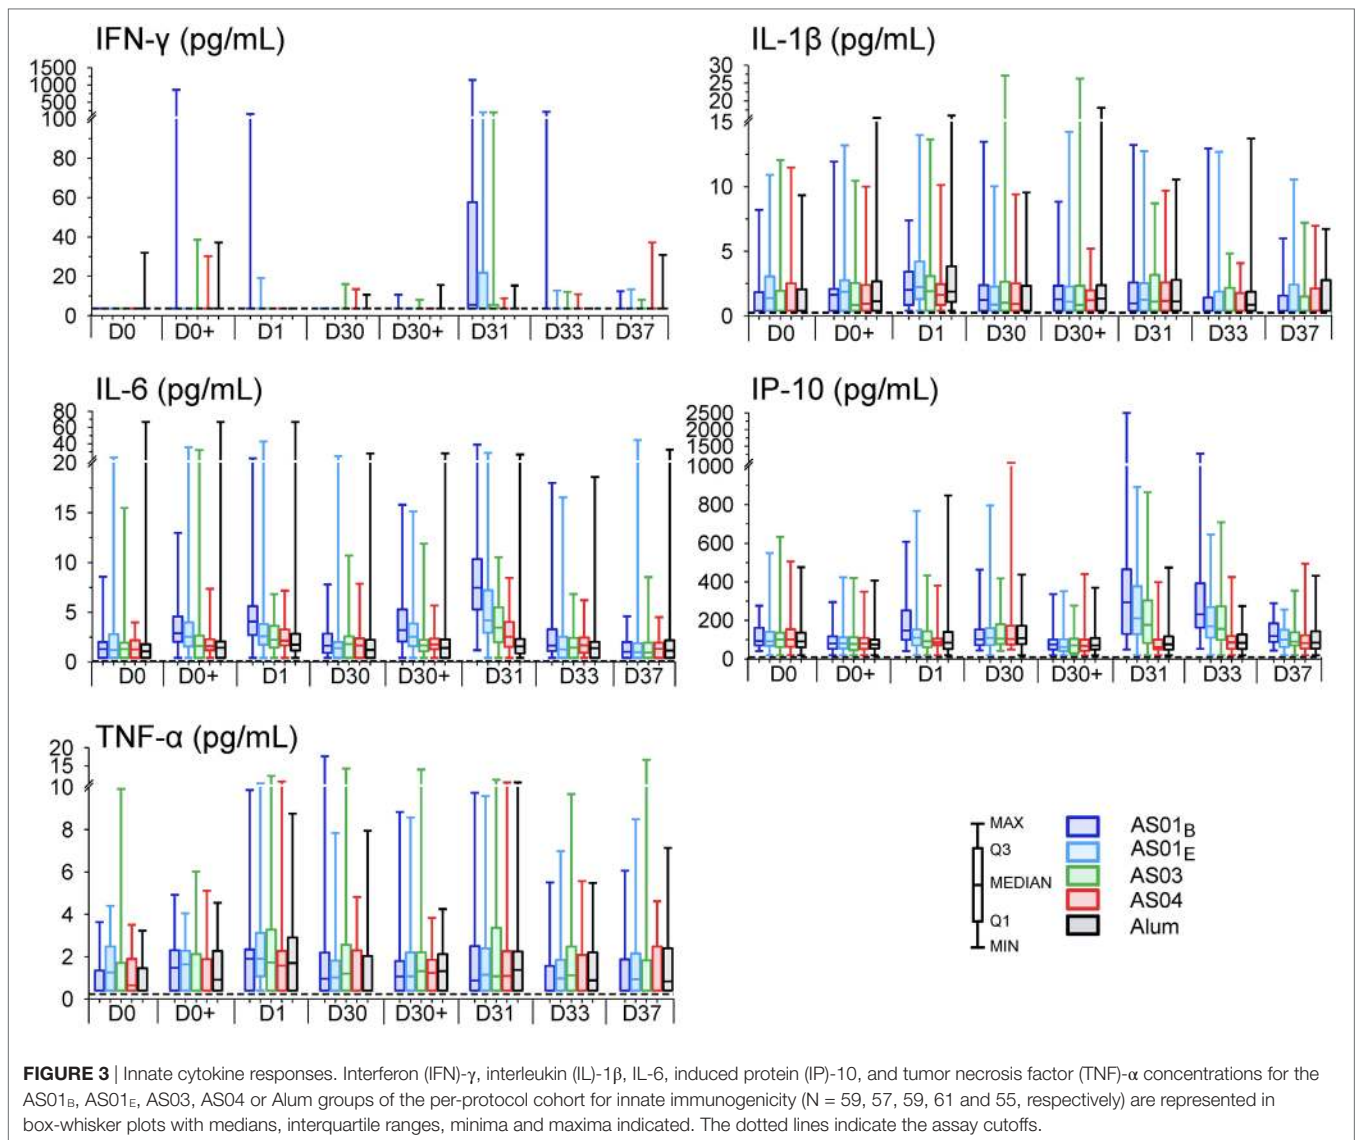 IFN-γ (pg/mL)
1500
1000
500
100
80
60
40
20
0
D0 D0+ D1 D30 D30+ D31 D33 D37
IL-1β (pg/mL)
30
25
20
15
10
5
0
D0 D0+ D1 D30 D30+ D31 D33 D37
IL-6 (pg/mL)
80
60
40
20
15
10
5
0
D0 D0+ D1 D30 D30+ D31 D33 D37
IP-10 (pg/mL)
2500
2000
1500
1000
800
600
400
200
0
D0 D0+ D1 D30 D30+ D31 D33 D37
TNF-α (pg/mL)
20
15
10
8
6
4
2
0
D0 D0+ D1 D30 D30+ D31 D33 D37
MAX
Q3
MEDIAN
Q1
MIN
AS01B
AS01E
AS03
AS04
Alum
FIGURE 3 | Innate cytokine responses. Interferon (IFN)-γ, interleukin (IL)-1β, IL-6, induced protein (IP)-10, and tumor necrosis factor (TNF)-α concentrations for the
AS01B, AS01E, AS03, AS04 or Alum groups of the per-protocol cohort for innate immunogenicity (N = 59, 57, 59, 61 and 55, respectively) are represented in
box-whisker plots with medians, interquartile ranges, minima and maxima indicated. The dotted lines indicate the assay cutoffs.